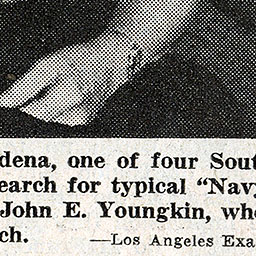 dena, one of four Sout
earch for typical “Navy
John E. Youngkin, who
ch.
—Los Angeles Exa